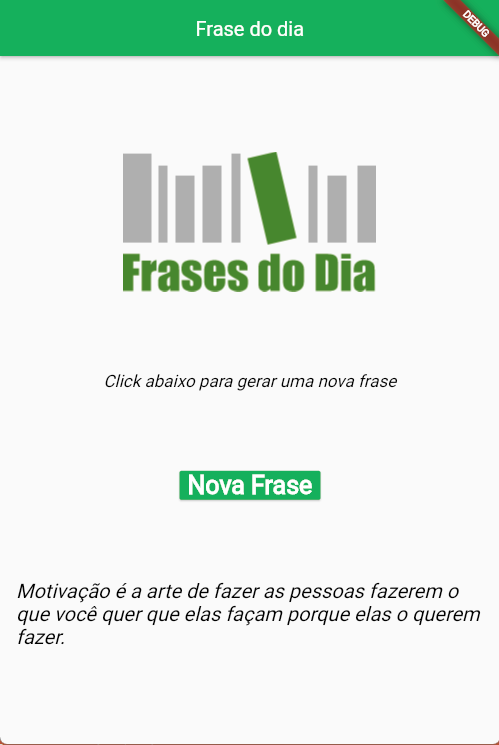 Frase do dia
DEBUG
Frases do Dia
Click abaixo para gerar uma nova frase
Nova Frase
Motivação é a arte de fazer as pessoas fazerem o
que você quer que elas façam porque elas o querem
fazer.